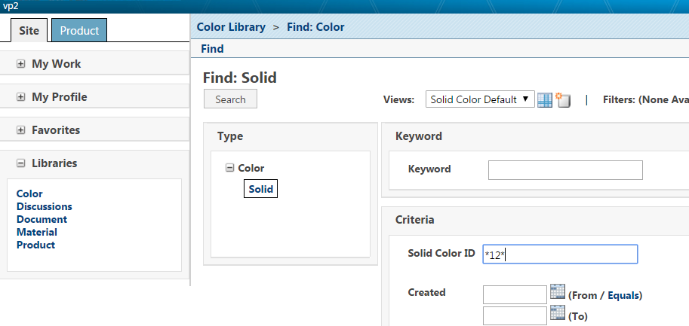 vp2
Site
Product
My Work
My Profile
Favorites
Libraries
Color
Discussions
Document
Material
Product
Color Library > Find: Color
Find
Find: Solid
Search
Views: Solid Color Default
Filters: (None Ava
Type
Color
Solid
Keyword
Keyword
Criteria
Solid Color ID *12*
Created
(From / Equals)
(To)